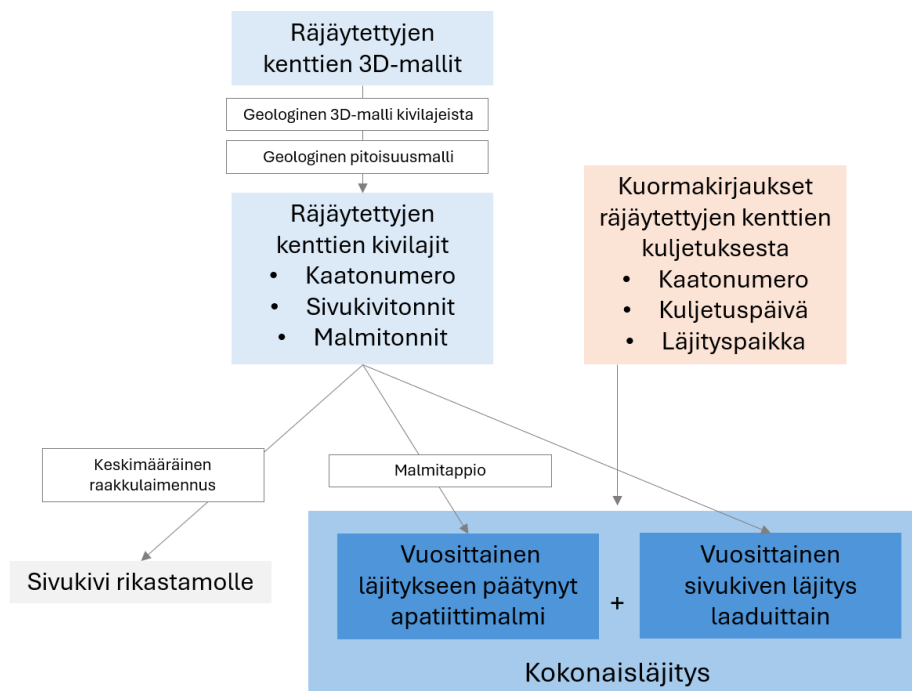 Räjäytettyjen
kenttien 3D-mallit
Geologinen 3D-malli kivilajeista
Geologinen pitoisuusmalli
Räjäytettyjen
kenttien kivilajit
• Kaatonumero
• Sivukivitonnit
• Malmitonnit
Kuormakirjaukset
räjäytettyjen kenttien
kuljetuksesta
• Kaatonumero
• Kuljetuspäivä
• Läjityspaikka
Keskimääräinen
raakkulaimennus
Malmitappio
Sivukivi rikastamolle
Vuosittainen
läjitykseen päätynyt
apatiittimalmi
+
Vuosittainen
sivukiven läjitys
laaduittain
Kokonaisläjitys